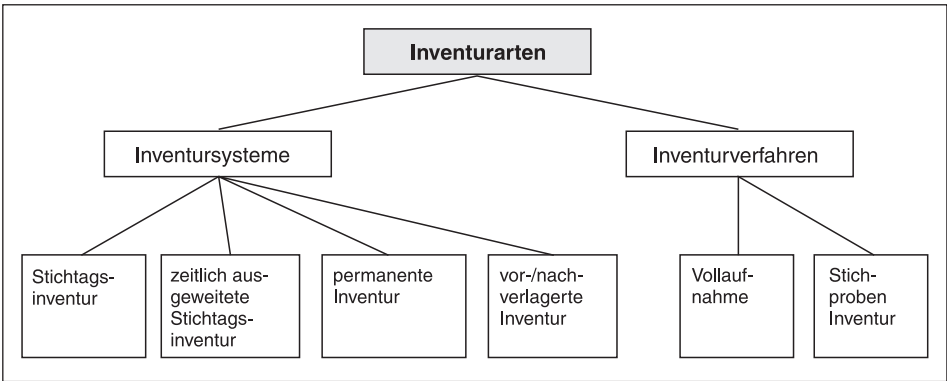 Inventurarten
Inventursysteme
Inventurverfahren
Stichtags-
inventur
zeitlich aus-
geweitete
Stichtags-
inventur
permanente
Inventur
vor-/nach-
verlagerte
Inventur
Vollauf-
nahme
Stich-
proben
Inventur